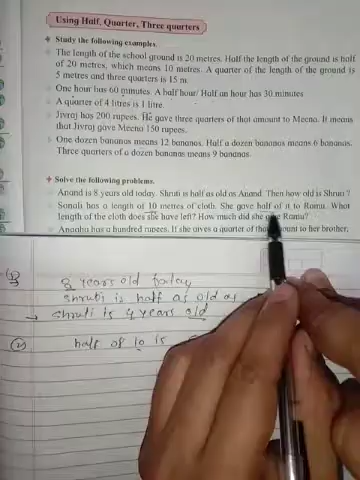 Using Half, Quarter, Three quarters
Study the following examples.
The length of the school ground is 20 metres. Half the length of the ground is half
of 20 metres, which means 10 metres. A quarter of the length of the ground is
5 metres and three quarters is 15 m.
One hour has 60 minutes. A half hour/ Half an hour has 30 minutes
A quarter of 4 litres is 1 litre.
Jivraj has 200 rupees. He gave three quarters of that amount to Meena. It means
that Jivraj gave Meena 150 rupees.
One dozen bananas means 12 bananas. Half a dozen bananas means 6 bananas.
Three quarters of a dozen bananas means 9 bananas.
Solve the following problems.
Anand is 8 years old today. Shruti is half as old as Anand. Then how old is Shruti ?
Sonali has a length of 10 metres of cloth. She gave half of it to Ramu. What
length of the cloth does she have left? How much did she give Ramu?
Anagha has a hundred rupees. If she gives a quarter of that amount to her brother,
(1) 8 years old today
shruti is half as old as
→ shruti is 4 years old
(2) half of 10 is